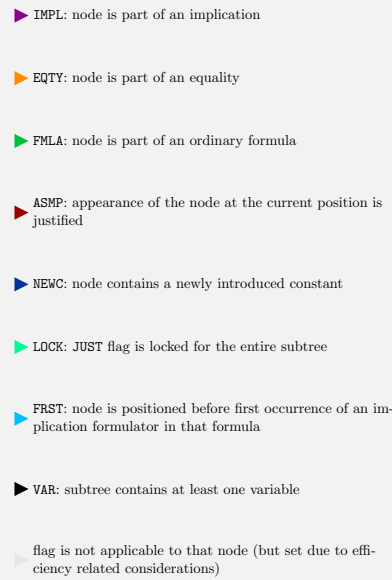 IMPL: node is part of an implication
EQTY: node is part of an equality
FMLA: node is part of an ordinary formula
ASMP: appearance of the node at the current position is
justified
NEWC: node contains a newly introduced constant
LOCK: JUST flag is locked for the entire subtree
FRST: node is positioned before first occurrence of an im-
plication formulator in that formula
VAR: subtree contains at least one variable
flag is not applicable to that node (but set due to effi-
ciency related considerations)